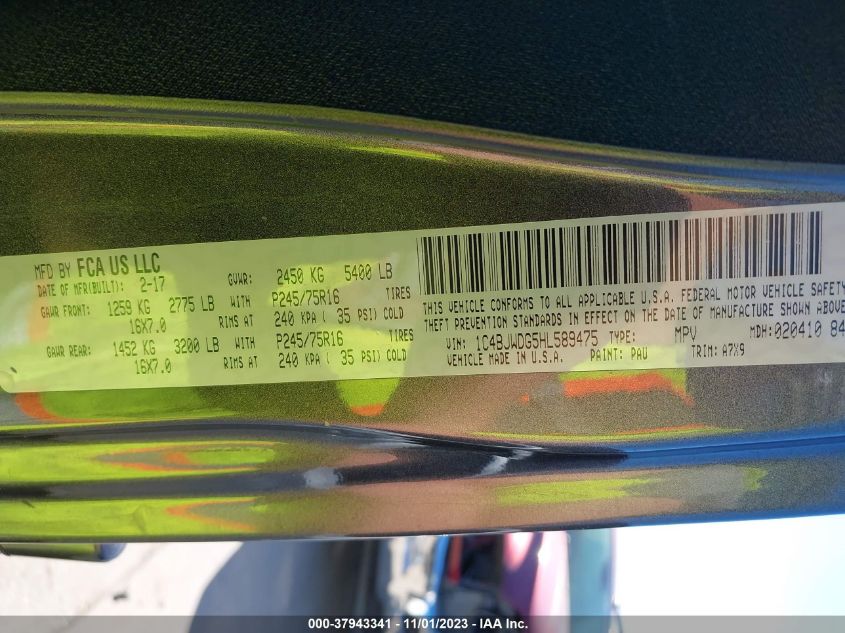 MFD BY FCA US LLC
DATE OF MFR(BUILT): 2-17 GVWR: 2450 KG 5400 LB
GAWR FRONT: 1259 KG 2775 LB WITH P245/75R16 TIRES
16X7.0 RIMS AT 240 KPA ( 35 PSI) COLD
GAWR REAR: 1452 KG 3200 LB WITH P245/75R16 TIRES
16X7.0 RIMS AT 240 KPA ( 35 PSI) COLD
THIS VEHICLE CONFORMS TO ALL APPLICABLE U.S.A. FEDERAL MOTOR VEHICLE SAFETY
THEFT PREVENTION STANDARDS IN EFFECT ON THE DATE OF MANUFACTURE SHOWN ABOVE
VIN: 1C4BJWDG5HL589475 TYPE: MPV MDH:020410 84
VEHICLE MADE IN U.S.A. PAINT: PAU TRIM: A7X9
000-37943341 - 11/01/2023 - IAA Inc.